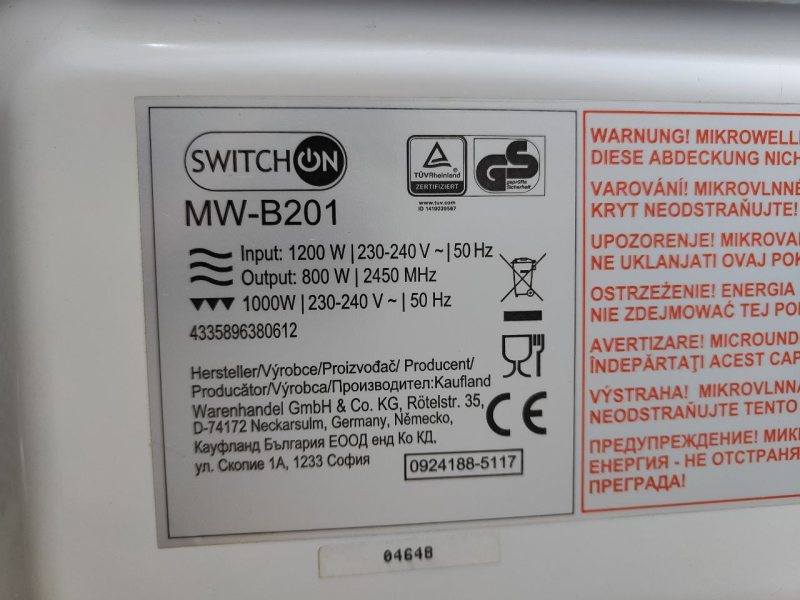 SWITCHON
MW-B201
TÜVRheinland
ZERTIFIZIERT
www.tuv.com
ID 1419039567
GS
geprüfte
Sicherheit
Input: 1200 W | 230-240 V ~ | 50 Hz
Output: 800 W | 2450 MHz
1000W | 230-240 V ~ | 50 Hz
4335896380612
Hersteller/Výrobce/Proizvođač/ Producent/
Producător/Výrobca/Производител:Kaufland
Warenhandel GmbH & Co. KG, Rötelstr. 35,
D-74172 Neckarsulm, Germany, Německo,
Кауфланд България ЕООД енд Ко КД,
ул. Скопие 1А, 1233 София
CE
0924188-5117
WARNUNG! MIKROWELLE
DIESE ABDECKUNG NICH
VAROVÁNÍ! MIKROVLNNÉ
KRYT NEODSTRAŇUJTE!
UPOZORENJE! MIKROVA
NE UKLANJATI OVAJ POK
OSTRZEŻENIE! ENERGIA
NIE ZDEJMOWAĆ TEJ PO
AVERTIZARE! MICROUND
ÎNDEPĂRTAŢI ACEST CAP
VÝSTRAHA! MIKROVLNNA
NEODSTRAŇUJTE TENTO
ПРЕДУПРЕЖДЕНИЕ! МИК
ЕНЕРГИЯ - НЕ ОТСТРАНЯ
ПРЕГРАДА!
0464B